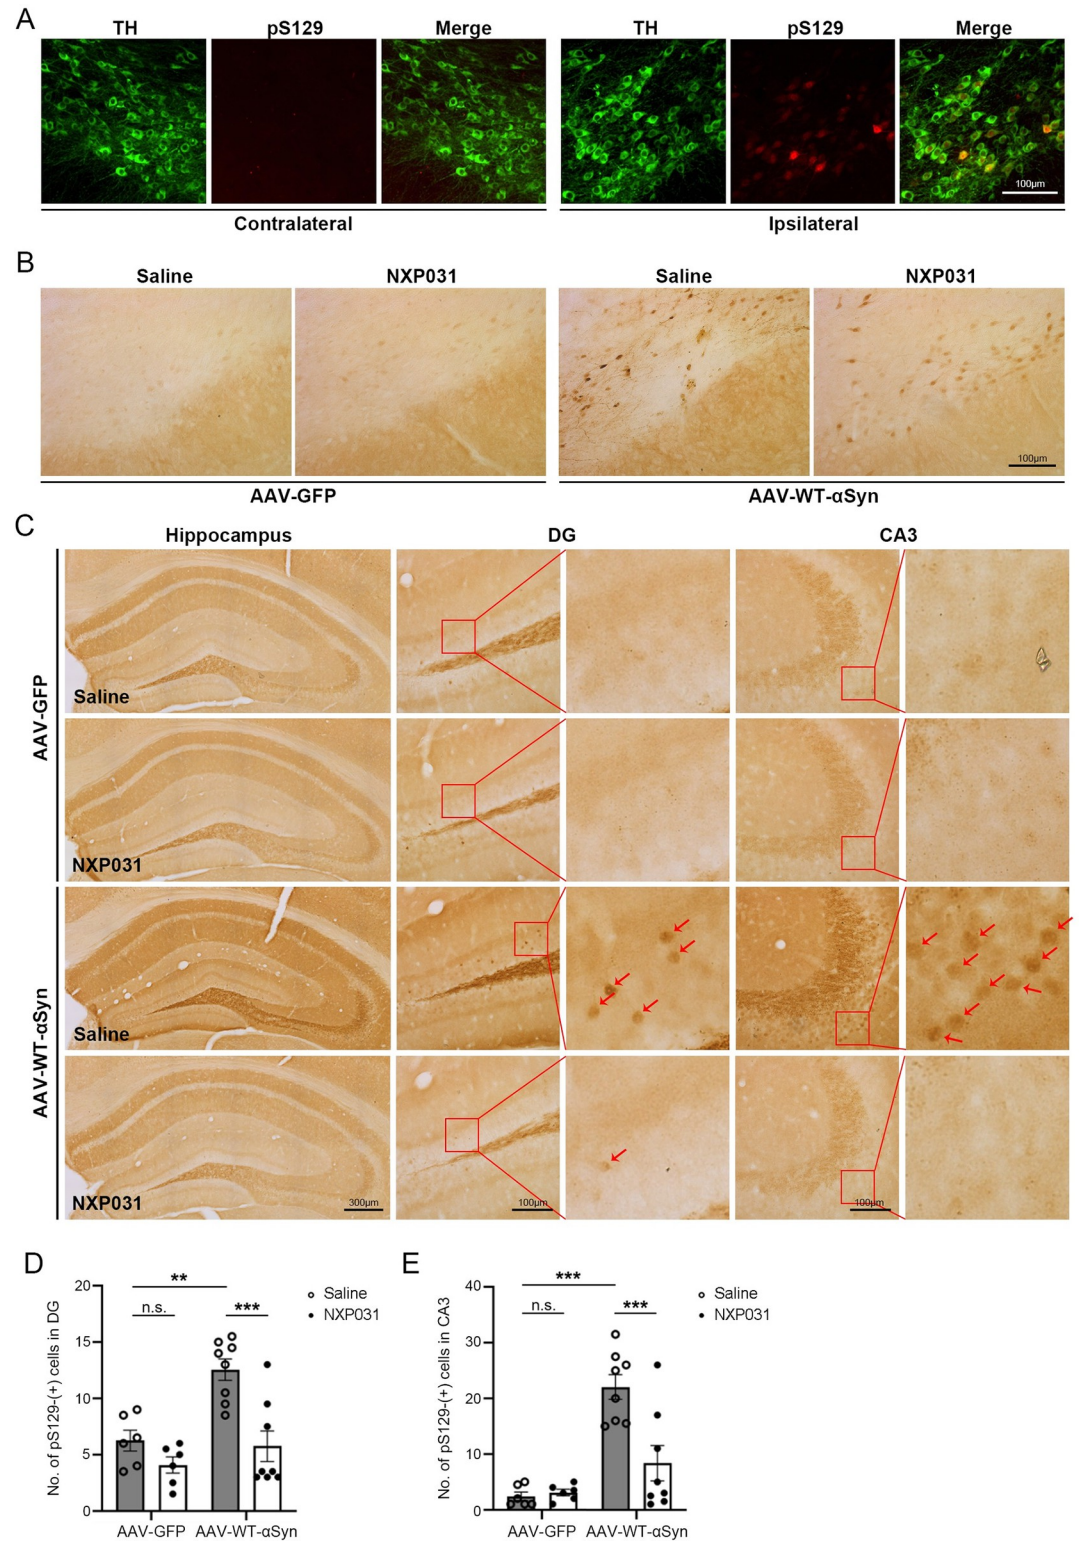 A
TH pS129 Merge TH pS129 Merge
100µm
Contralateral Ipsilateral
B
Saline NXP031 Saline NXP031
100µm
AAV-GFP AAV-WT-αSyn
C
Hippocampus DG CA3
AAV-GFP
Saline
NXP031
AAV-WT-αSyn
Saline
NXP031
300µm 100µm 100µm
D
No. of pS129-(+) cells in DG
20
15
10
5
0
**
n.s. ***
Saline
NXP031
AAV-GFP AAV-WT-αSyn
E
No. of pS129-(+) cells in CA3
40
30
20
10
0
***
n.s. ***
Saline
NXP031
AAV-GFP AAV-WT-αSyn